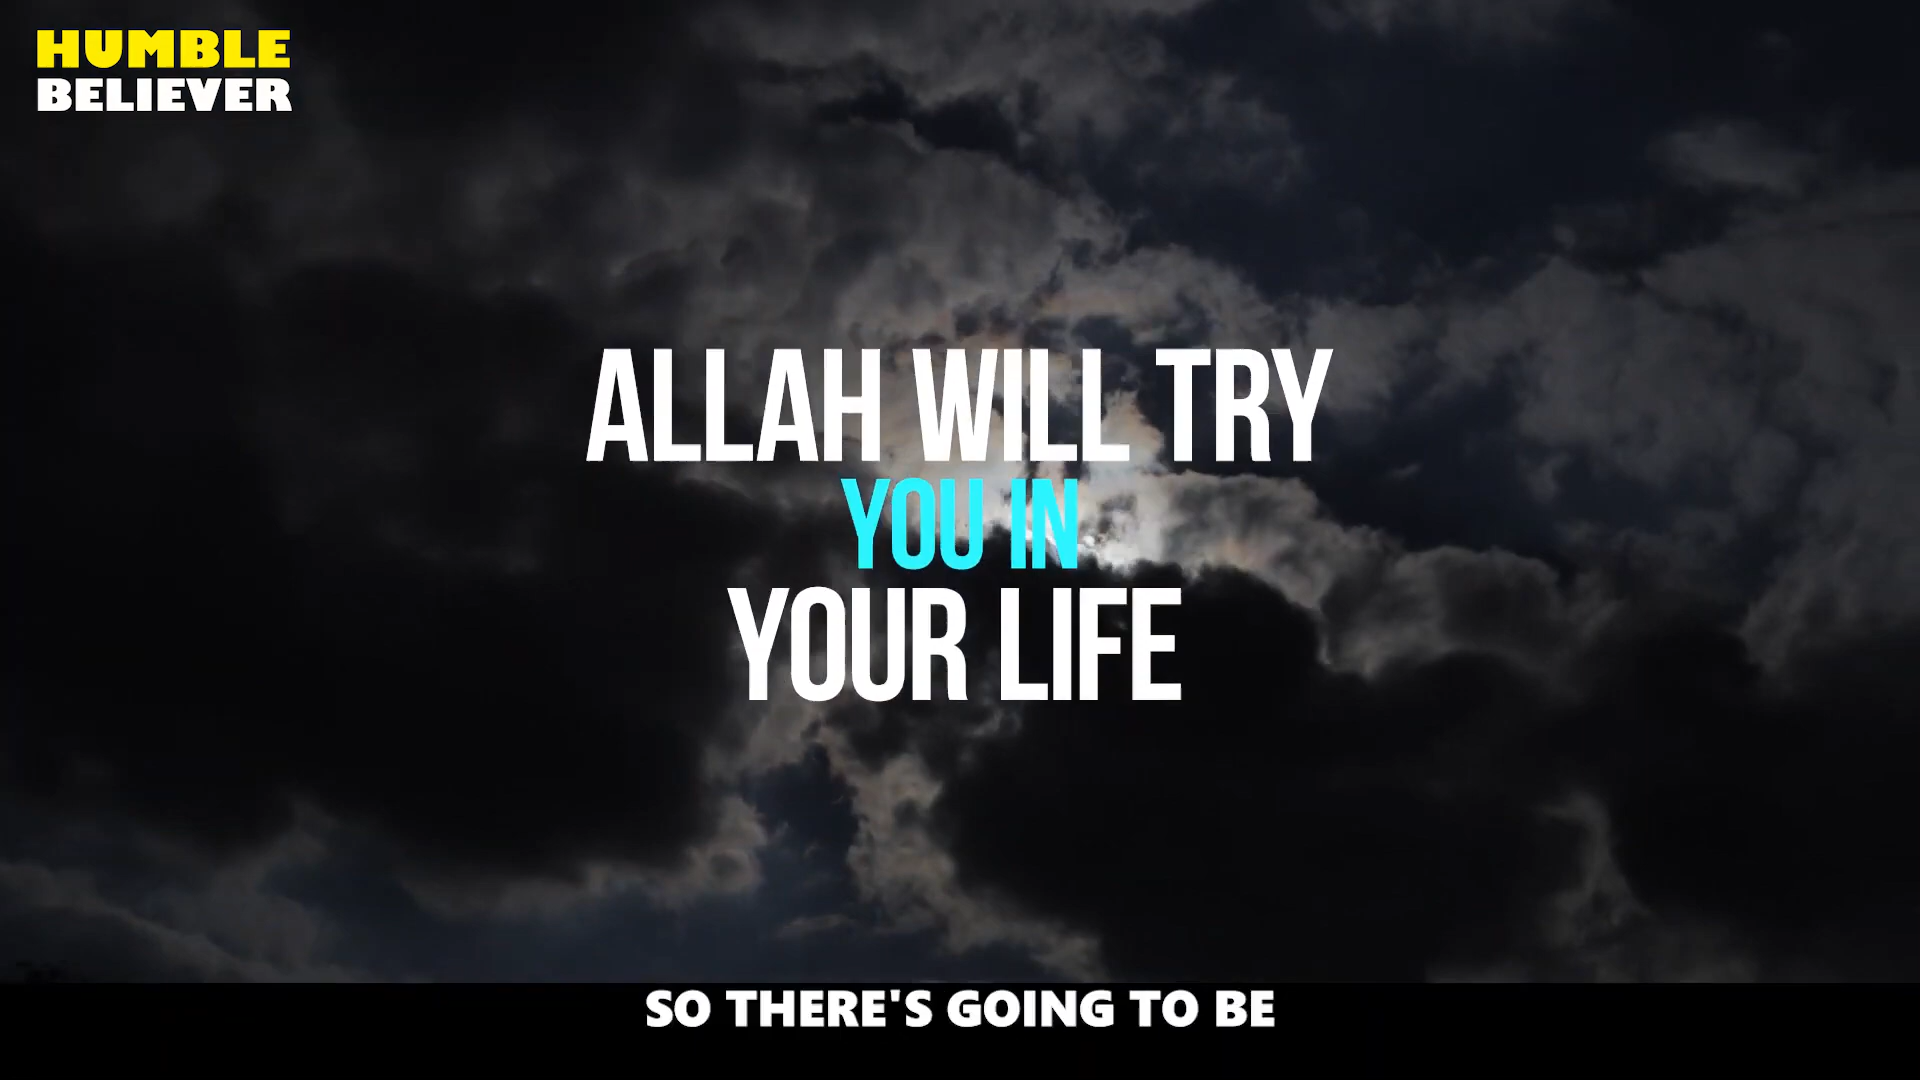 HUMBLE
BELIEVER
ALLAH WILL TRY
YOU IN
YOUR LIFE
SO THERE'S GOING TO BE